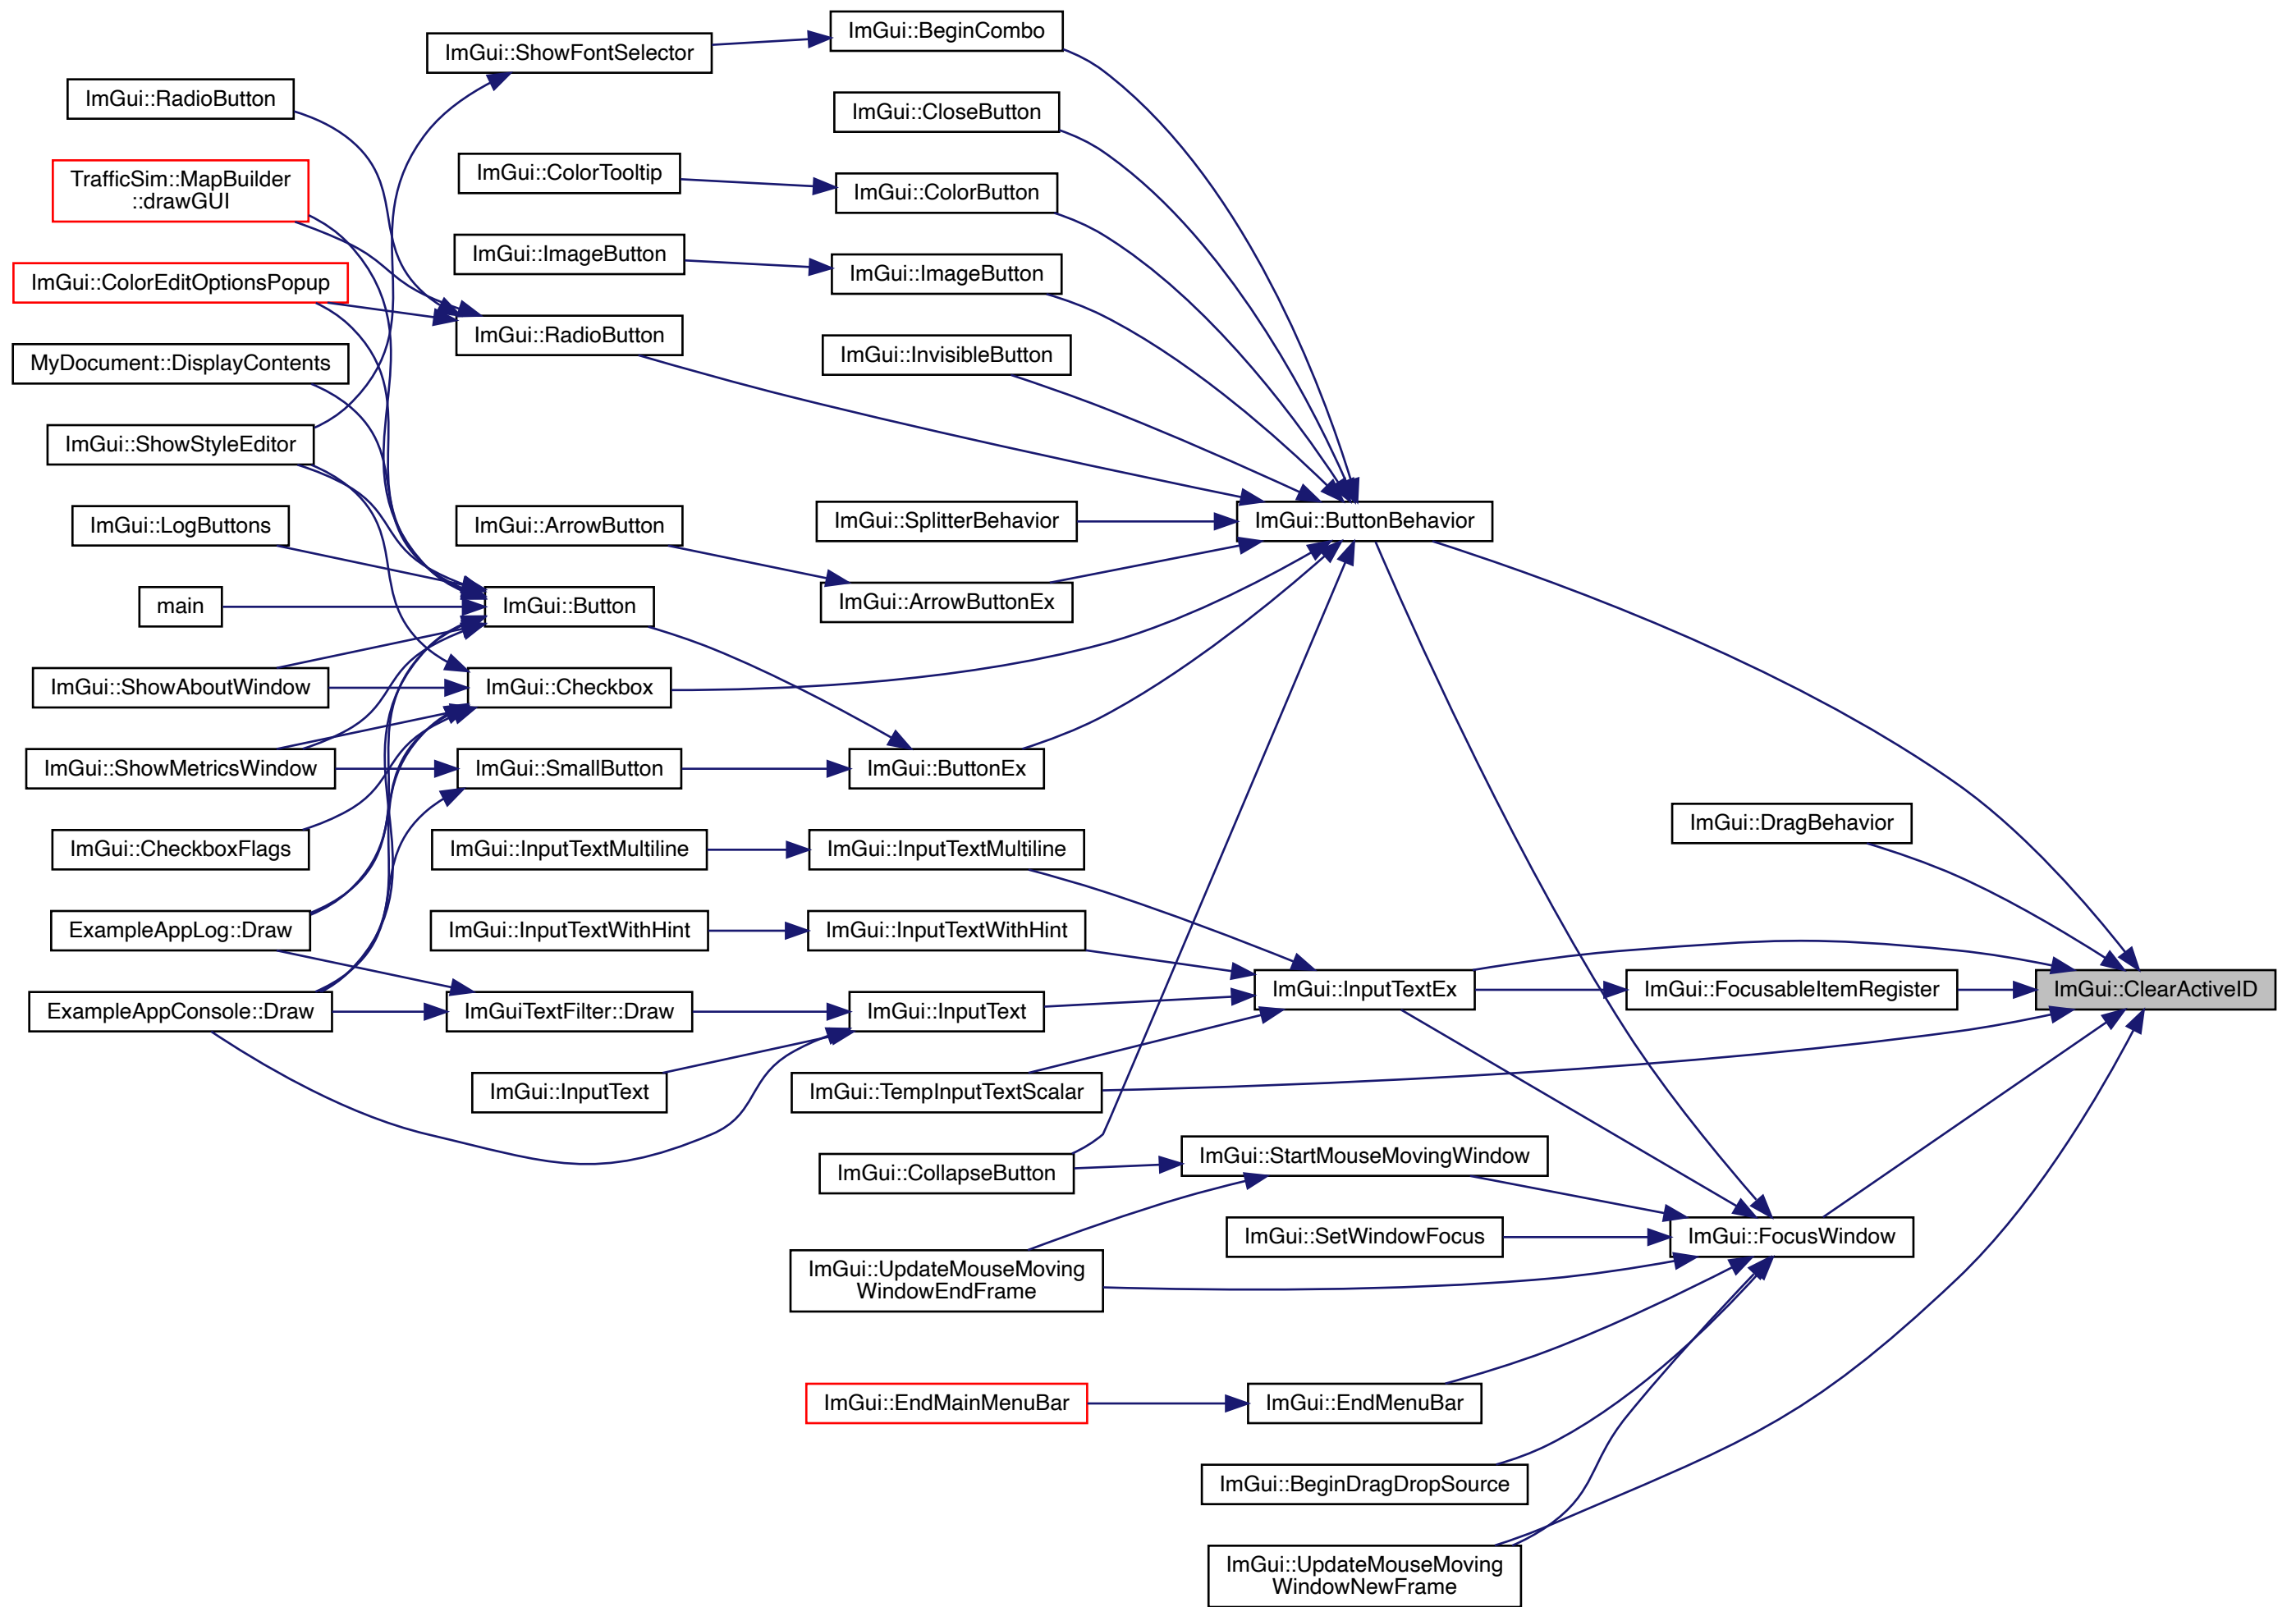 ImGui::BeginCombo
ImGui::ShowFontSelector
ImGui::RadioButton
ImGui::CloseButton
ImGui::ColorTooltip
TrafficSim::MapBuilder
::drawGUI
ImGui::ColorButton
ImGui::ImageButton
ImGui::ImageButton
ImGui::ColorEditOptionsPopup
ImGui::RadioButton
ImGui::InvisibleButton
MyDocument::DisplayContents
ImGui::ShowStyleEditor
ImGui::LogButtons
ImGui::ArrowButton
ImGui::SplitterBehavior
ImGui::ButtonBehavior
main
ImGui::Button
ImGui::ArrowButtonEx
ImGui::ShowAboutWindow
ImGui::Checkbox
ImGui::ShowMetricsWindow
ImGui::SmallButton
ImGui::ButtonEx
ImGui::DragBehavior
ImGui::CheckboxFlags
ImGui::InputTextMultiline
ImGui::InputTextMultiline
ExampleAppLog::Draw
ImGui::InputTextWithHint
ImGui::InputTextWithHint
ImGui::InputTextEx
ImGui::FocusableItemRegister
ImGui::ClearActiveID
ExampleAppConsole::Draw
ImGuiTextFilter::Draw
ImGui::InputText
ImGui::InputText
ImGui::TempInputTextScalar
ImGui::StartMouseMovingWindow
ImGui::CollapseButton
ImGui::SetWindowFocus
ImGui::FocusWindow
ImGui::UpdateMouseMoving
WindowEndFrame
ImGui::EndMainMenuBar
ImGui::EndMenuBar
ImGui::BeginDragDropSource
ImGui::UpdateMouseMoving
WindowNewFrame